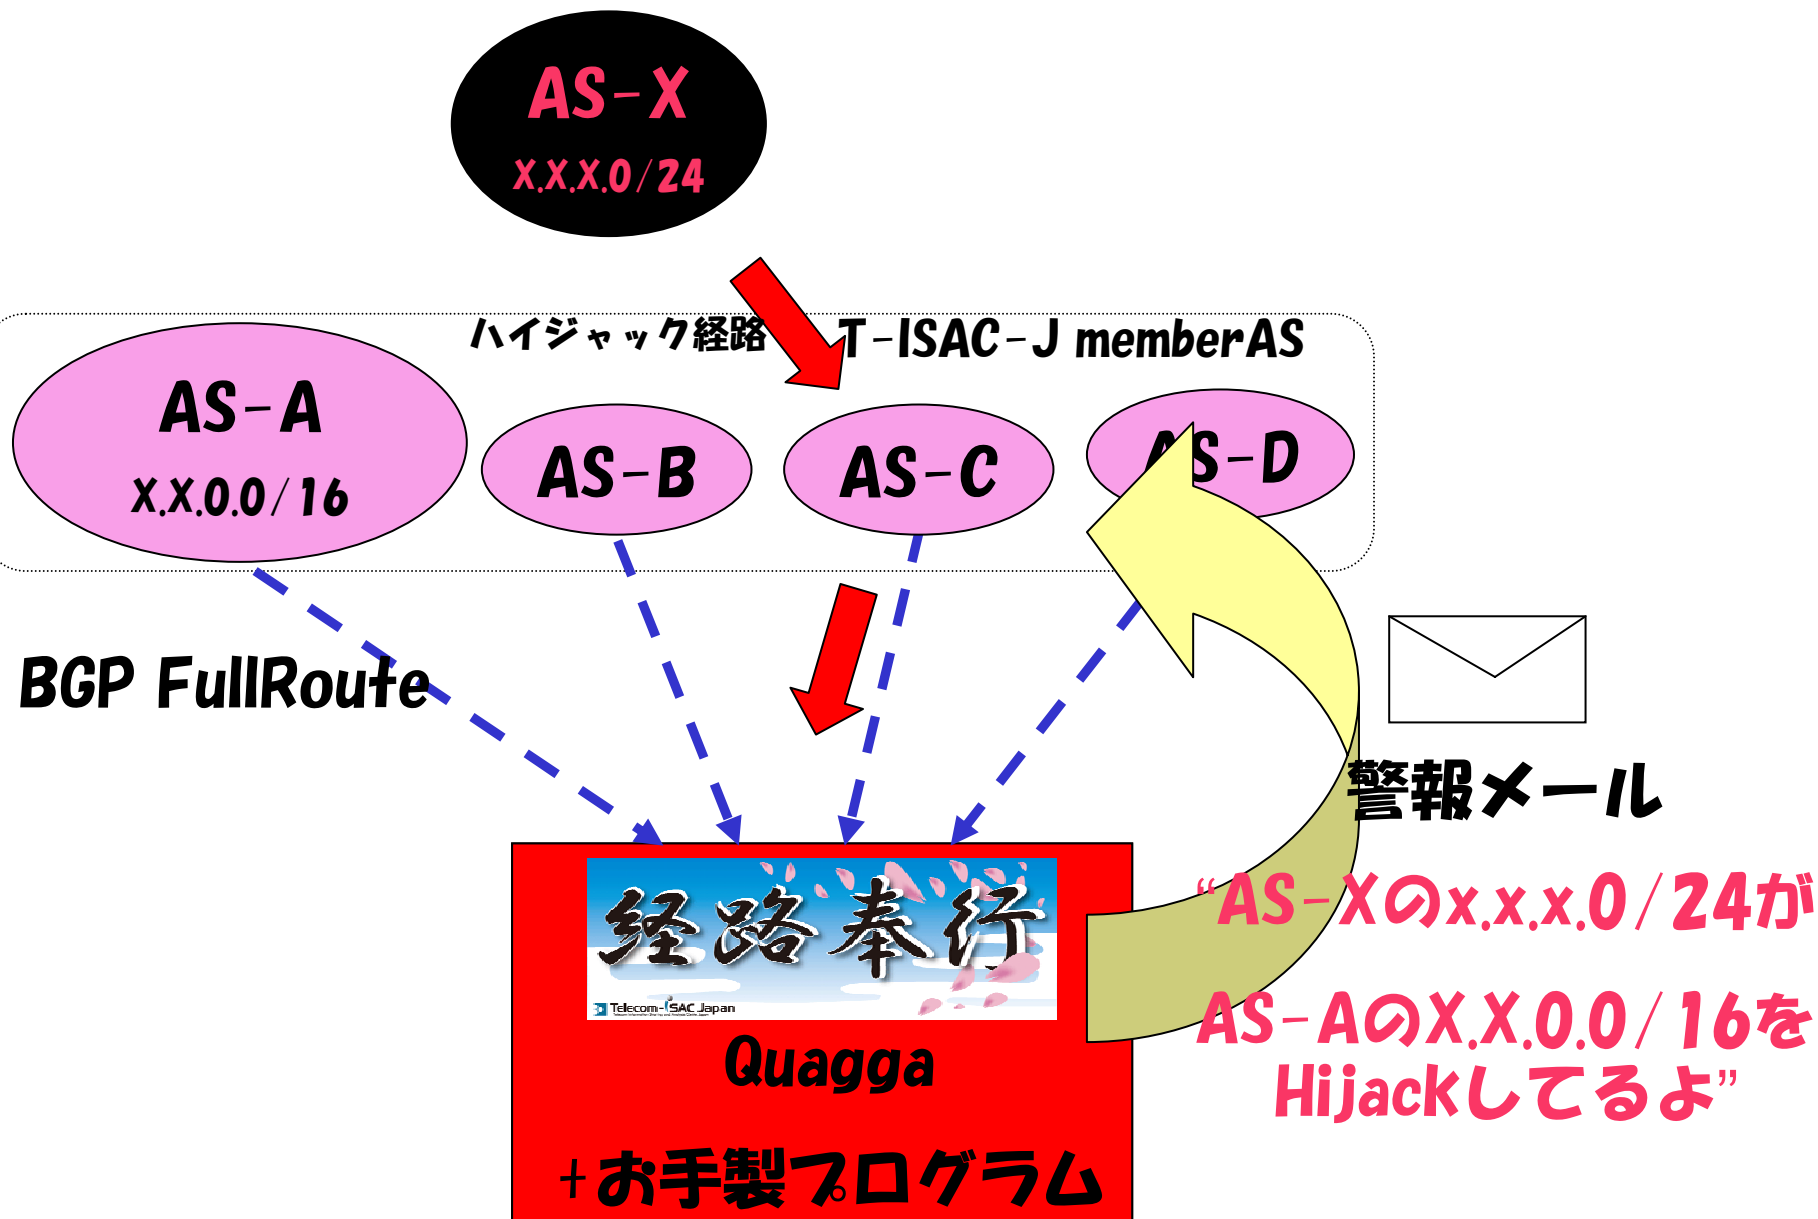 AS-X
X.X.X.0/24
ハイジャック経路
T-ISAC-J memberAS
AS-A
X.X.0.0/16
AS-B
AS-C
AS-D
BGP FullRoute
警報メール
経路奉行
Telecom-ISAC Japan
Quagga
+お手製プログラム
“AS-Xのx.x.x.0/24が
AS-AのX.X.0.0/16を
Hijackしてるよ”